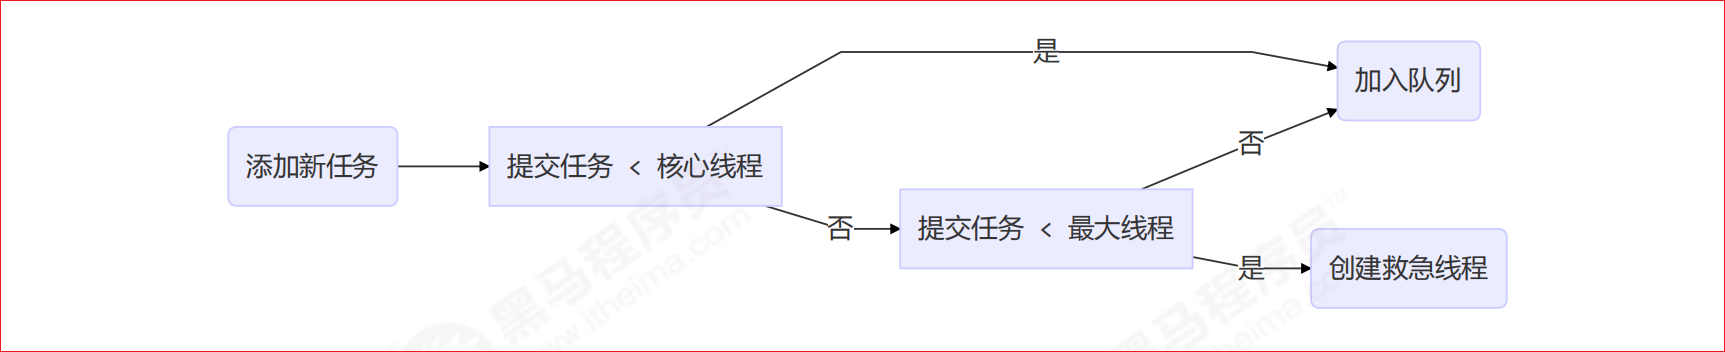 是
加入队列
否
添加新任务
提交任务 < 核心线程
否
提交任务 < 最大线程
是
创建救急线程
黑马程序员
www.itheima.com
黑马程序员™
itheima.com